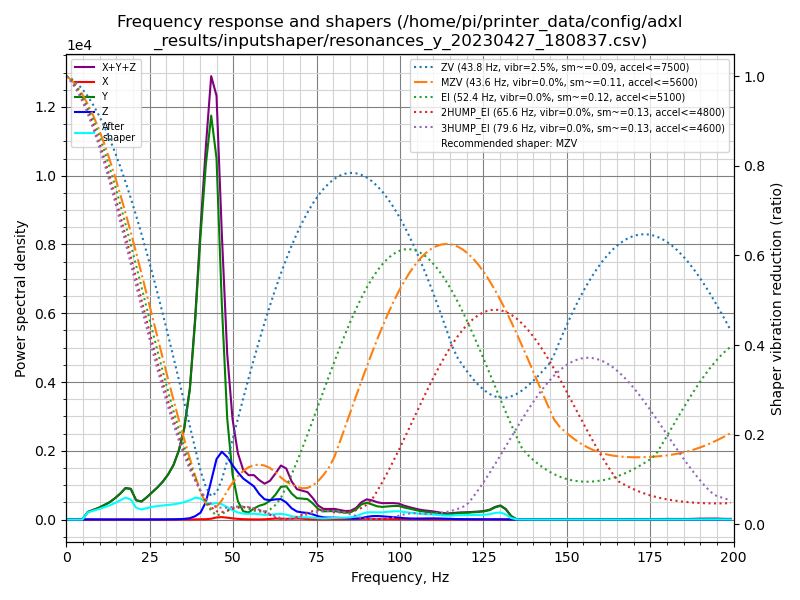 Frequency response and shapers (/home/pi/printer_data/config/adxl
_results/inputshaper/resonances_y_20230427_180837.csv)
1e4
X+Y+Z
X
Y
Z
After
shaper
ZV (43.8 Hz, vibr=2.5%, sm~=0.09, accel<=7500)
MZV (43.6 Hz, vibr=0.0%, sm~=0.11, accel<=5600)
EI (52.4 Hz, vibr=0.0%, sm~=0.12, accel<=5100)
2HUMP_EI (65.6 Hz, vibr=0.0%, sm~=0.13, accel<=4800)
3HUMP_EI (79.6 Hz, vibr=0.0%, sm~=0.13, accel<=4600)
Recommended shaper: MZV
Power spectral density
1.2
1.0
0.8
0.6
0.4
0.2
0.0
1.0
0.8
0.6
0.4
0.2
0.0
Shaper vibration reduction (ratio)
0 25 50 75 100 125 150 175 200
Frequency, Hz